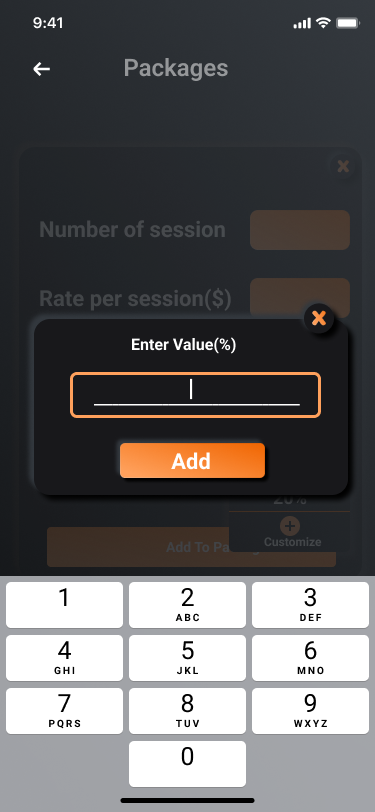 9:41
Packages
Number of session
Rate per session($)
Enter Value(%)
Add
20%
Customize
Add To Pa
1
2
ABC
3
DEF
4
GHI
5
JKL
6
MNO
7
PQRS
8
TUV
9
WXYZ
0